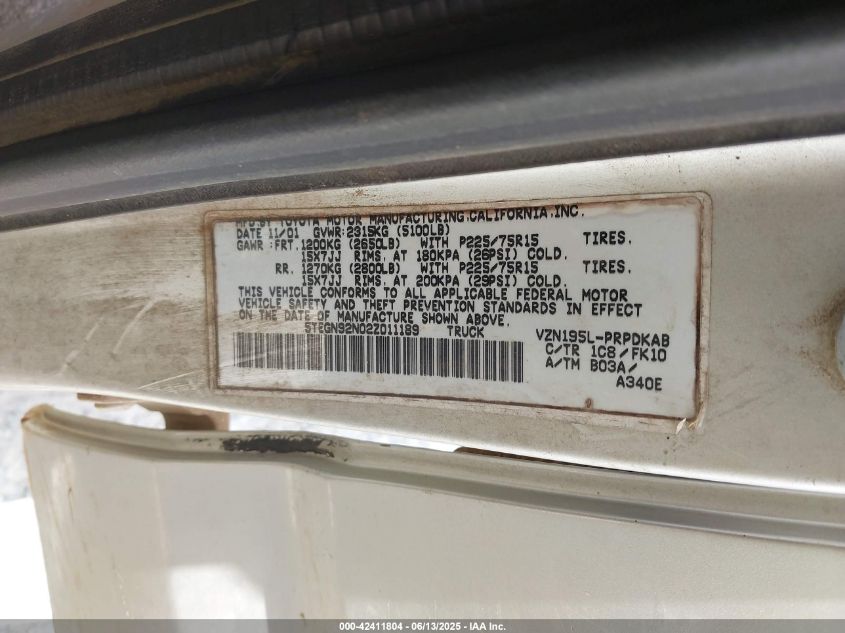 MFG.BY TOYOTA MOTOR MANUFACTURING.CALIFORNIA.INC.
DATE 11/01 GVWR:2315KG (5100LB)
GAWR :FRT.1200KG (2650LB) WITH P225/75R15 TIRES.
15X7JJ RIMS. AT 180KPA (26PSI) COLD.
RR. 1270KG (2800LB) WITH P225/75R15 TIRES.
15X7JJ RIMS. AT 200KPA (29PSI) COLD.
THIS VEHICLE CONFORMS TO ALL APPLICABLE FEDERAL MOTOR
VEHICLE SAFETY AND THEFT PREVENTION STANDARDS IN EFFECT
ON THE DATE OF MANUFACTURE SHOWN ABOVE.
5TEGN92N02Z011189 TRUCK VZN195L-PRPDKAB
C/TR 1C8/FK10
A/TM B03A/
A340E
000-42411804 - 06/13/2025 - IAA Inc.